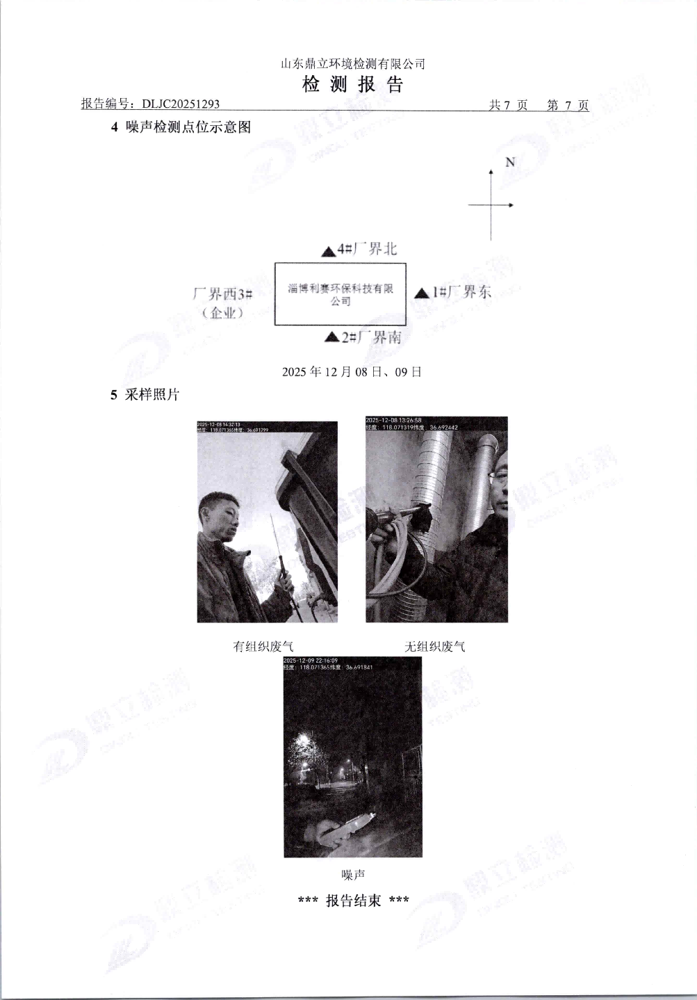 山东鼎立环境检测有限公司
检 测 报 告
报告编号：DLJC20251293 共 7 页 第 7 页
4 噪声检测点位示意图
N
▲4#厂界北
淄博利赛环保科技有限
公司
厂界西3#
（企业）
▲1#厂界东
▲2#厂界南
2025 年 12 月 08 日、09 日
5 采样照片
2025-12-08 14:32:13
经度：118.071365纬度：36.691799
2025-12-08 13:26:58
经度：118.071319纬度：36.692442
有组织废气
无组织废气
2025-12-09 22:16:09
经度：118.071365纬度：36.691841
噪声
*** 报告结束 ***
鼎立检测